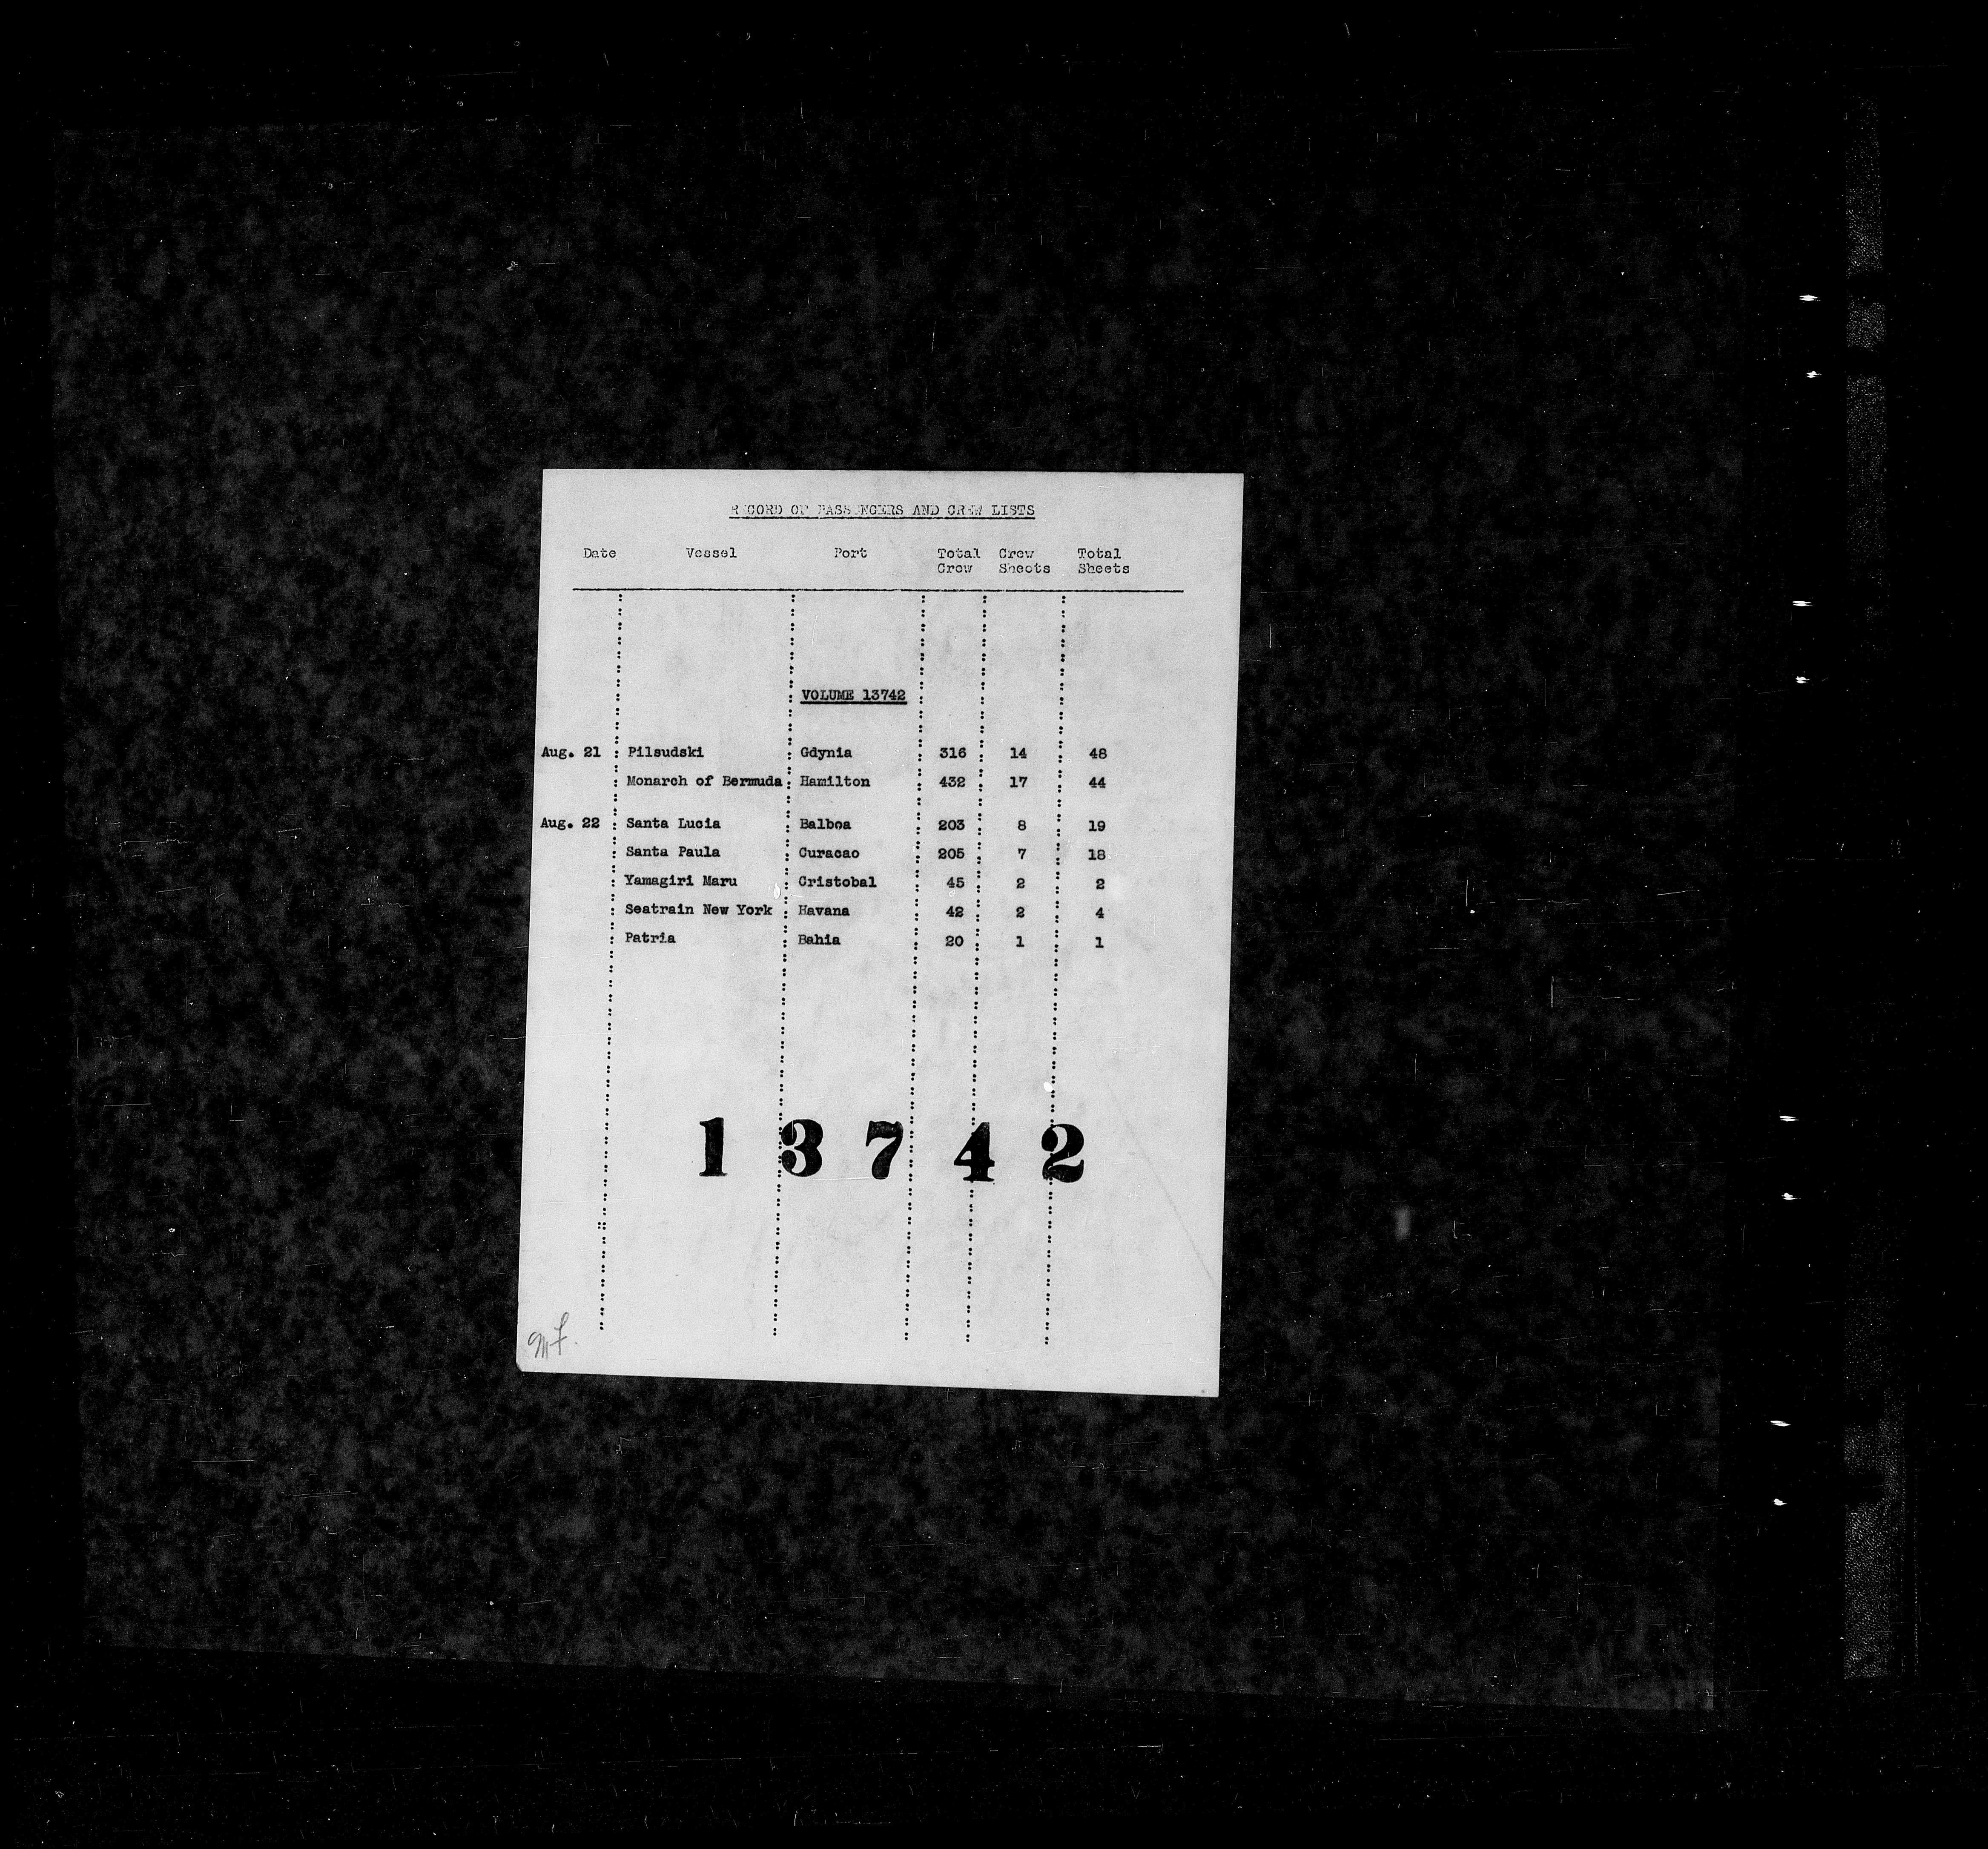 RECORD OF PASSENGERS AND CREW LISTS
Date Vessel Port Total Crew Total
Crew Sheets Sheets
VOLUME 13742
Aug. 21 Pilsudski Gdynia 316 14 48
Monarch of Bermuda Hamilton 432 17 44
Aug. 22 Santa Lucia Balboa 203 8 19
Santa Paula Curacao 205 7 18
Yamagiri Maru Cristobal 45 2 2
Seatrain New York Havana 42 2 4
Patria Bahia 20 1 1
1 3 7 4 2